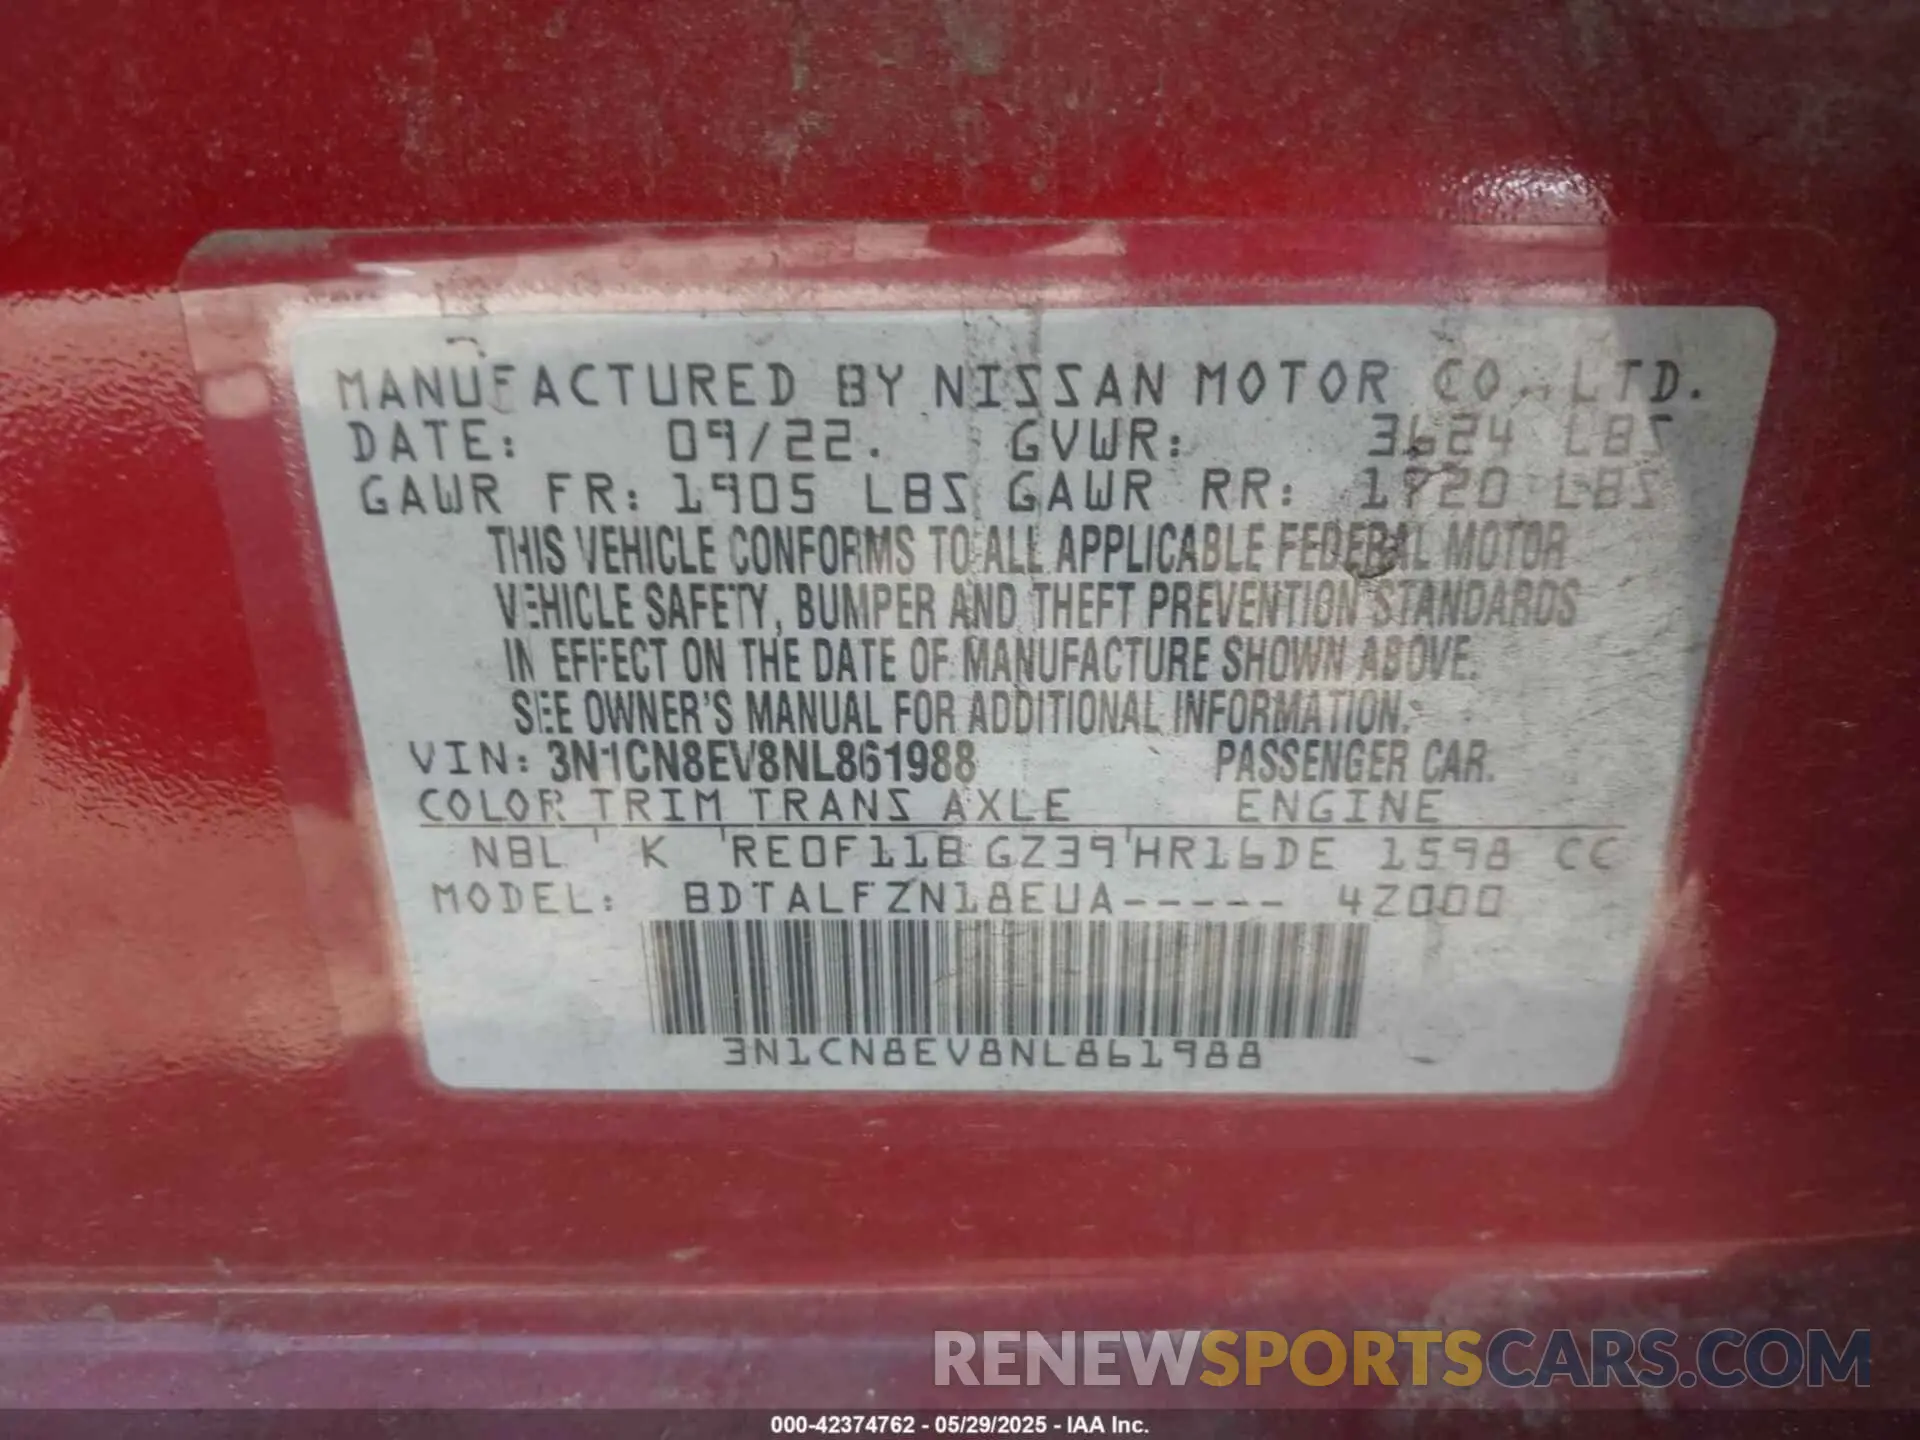 MANUFACTURED BY NISSAN MOTOR CO., LTD.
DATE: 09/22. GVWR: 3624 LBS
GAWR FR: 1905 LBS GAWR RR: 1720 LBS
THIS VEHICLE CONFORMS TO ALL APPLICABLE FEDERAL MOTOR
VEHICLE SAFETY, BUMPER AND THEFT PREVENTION STANDARDS
IN EFFECT ON THE DATE OF MANUFACTURE SHOWN ABOVE.
SEE OWNER'S MANUAL FOR ADDITIONAL INFORMATION.
VIN: 3N1CN8EV8NL861988 PASSENGER CAR.
COLOR TRIM TRANS AXLE ENGINE
NBL K RE0F11B GZ39 HR16DE 1598 CC
MODEL: BDTALFZN18EUA----- 42000
3N1CN8EV8NL861988
RENEWSPORTSCARS.COM
000-42374762 - 05/29/2025 - IAA Inc.